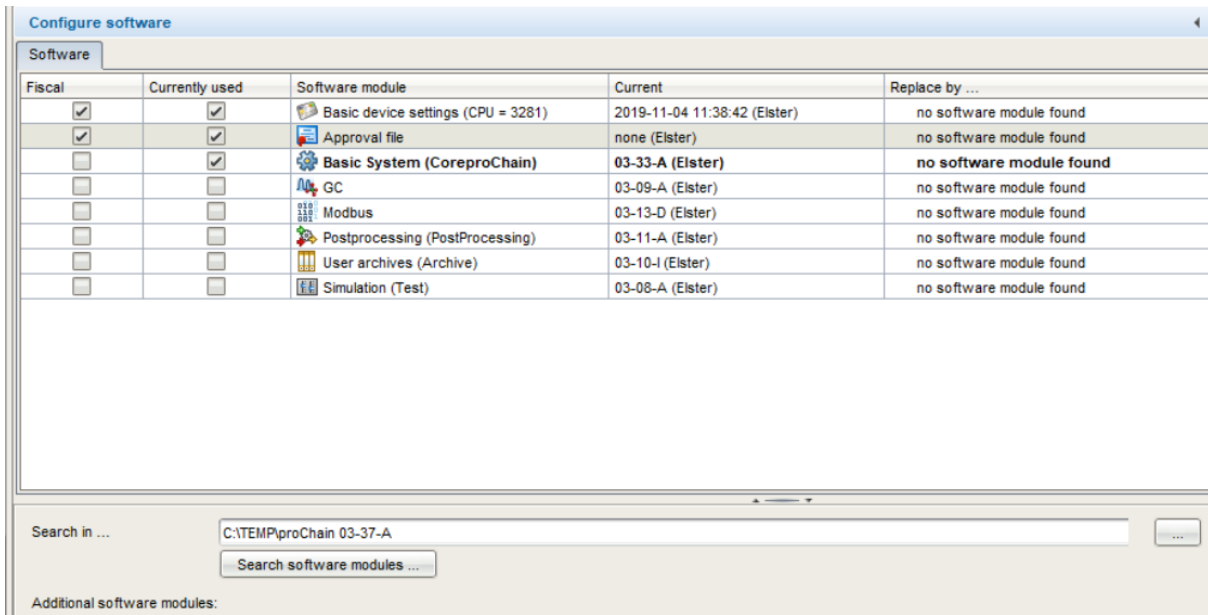 Configure software
Software
Fiscal Currently used Software module Current Replace by ...
Basic device settings (CPU = 3281) 2019-11-04 11:38:42 (Elster) no software module found
Approval file none (Elster) no software module found
Basic System (CoreproChain) 03-33-A (Elster) no software module found
GC 03-09-A (Elster) no software module found
Modbus 03-13-D (Elster) no software module found
Postprocessing (PostProcessing) 03-11-A (Elster) no software module found
User archives (Archive) 03-10-I (Elster) no software module found
Simulation (Test) 03-08-A (Elster) no software module found
Search in ... C:\TEMP\proChain 03-37-A ...
Search software modules ...
Additional software modules: